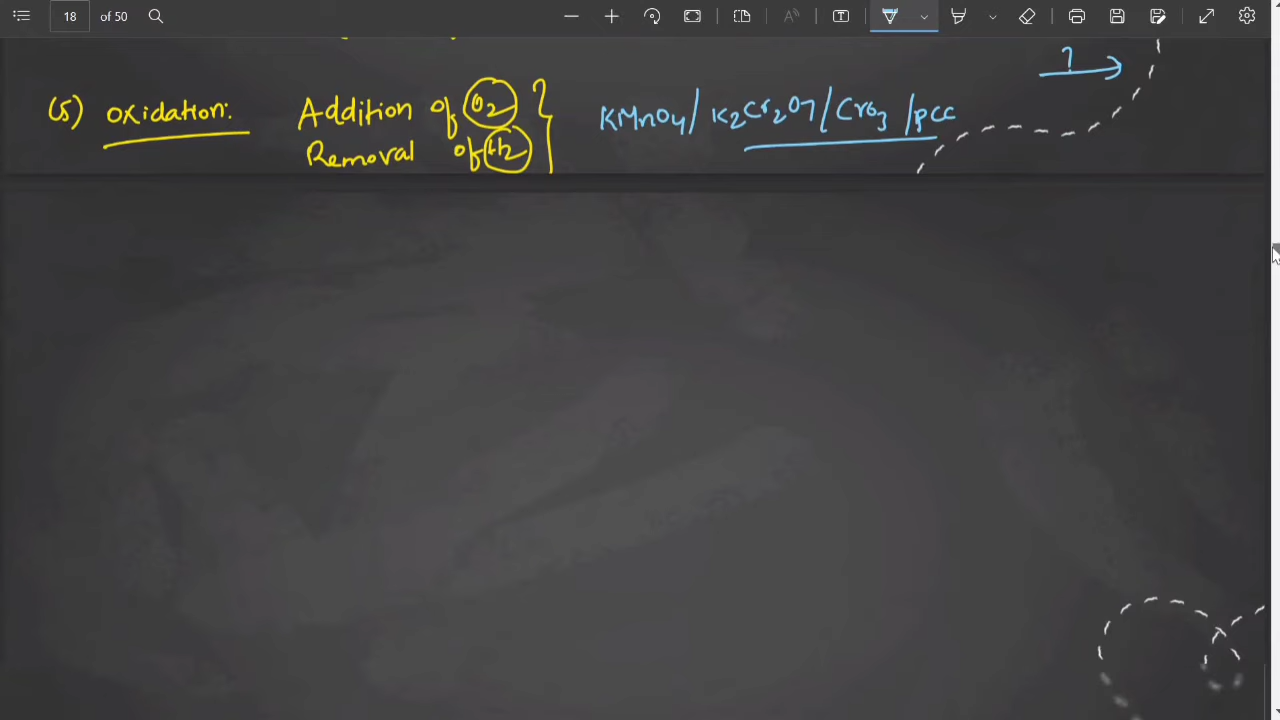 18 of 50
?
(5) Oxidation: Addition of O2 KMnO4/ K2Cr2O7/ CrO3 /pcc
Removal of H2